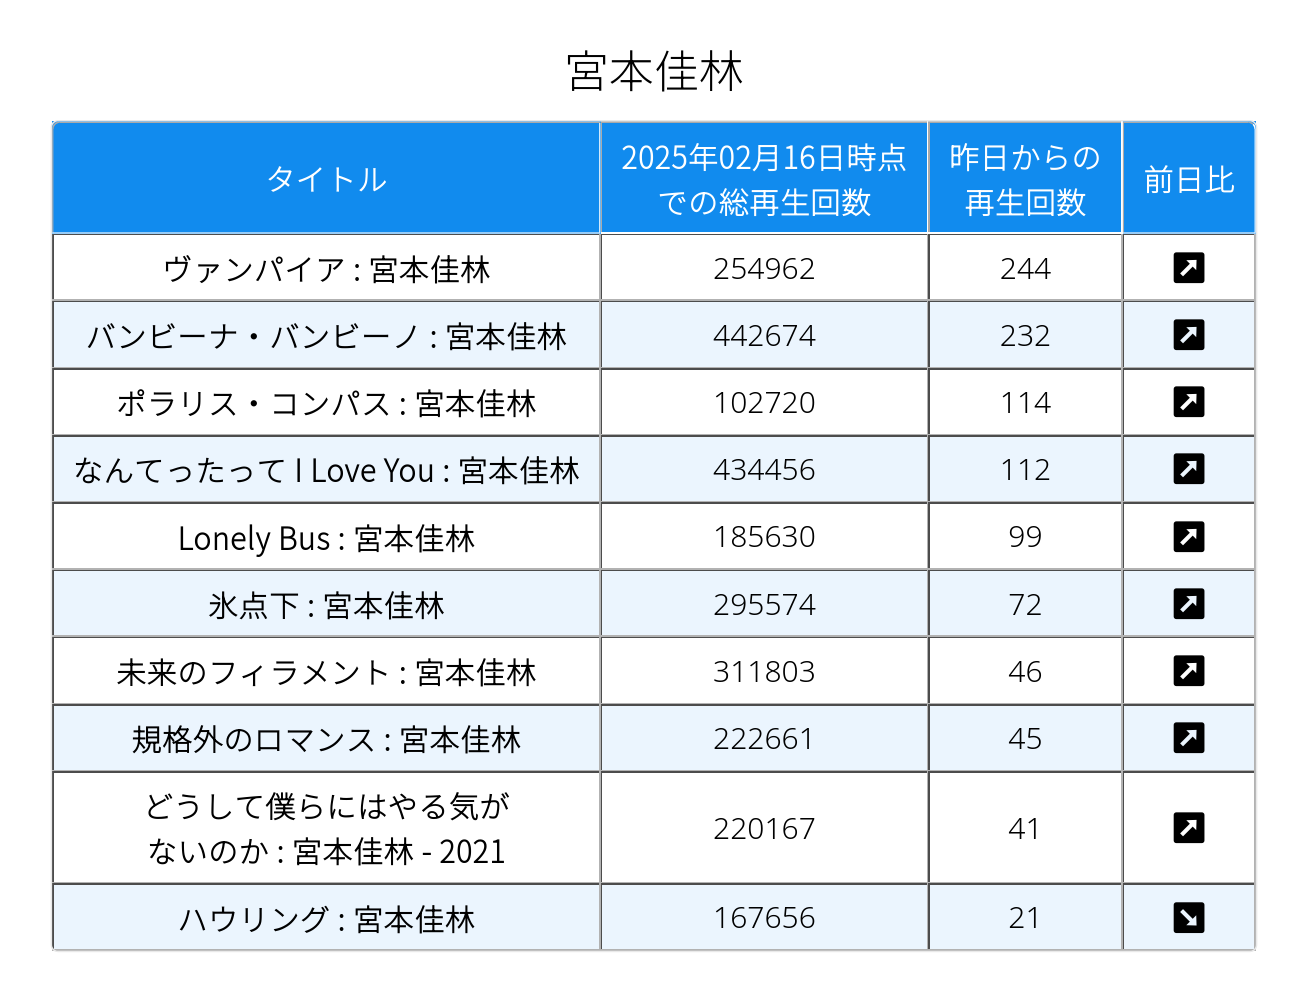 宮本佳林
タイトル
2025年02月16日時点
での総再生回数
昨日からの
再生回数
前日比
ヴァンパイア : 宮本佳林 254962 244
バンビーナ・バンビーノ : 宮本佳林 442674 232
ポラリス・コンパス : 宮本佳林 102720 114
なんてったって I Love You : 宮本佳林 434456 112
Lonely Bus : 宮本佳林 185630 99
氷点下 : 宮本佳林 295574 72
未来のフィラメント : 宮本佳林 311803 46
規格外のロマンス : 宮本佳林 222661 45
どうして僕らにはやる気が
ないのか : 宮本佳林 - 2021 220167 41
ハウリング : 宮本佳林 167656 21